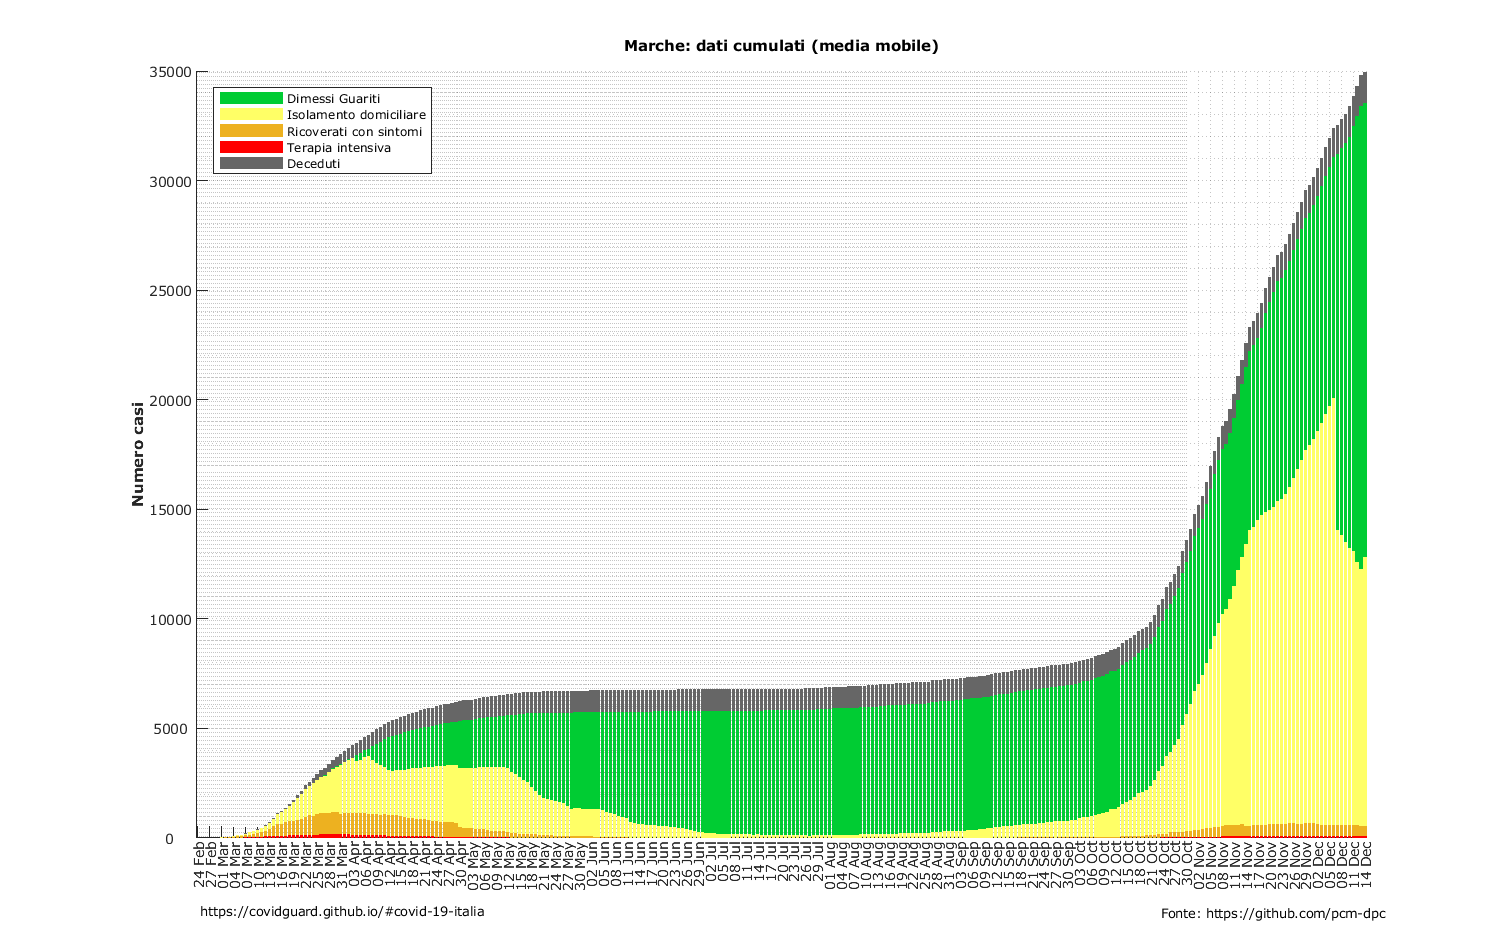 Marche: dati cumulati (media mobile)
35000
30000
25000
20000
15000
10000
5000
0
Numero casi
Dimessi Guariti
Isolamento domiciliare
Ricoverati con sintomi
Terapia intensiva
Deceduti
24 Feb
27 Feb
01 Mar
04 Mar
07 Mar
10 Mar
13 Mar
16 Mar
19 Mar
22 Mar
25 Mar
28 Mar
31 Mar
03 Apr
06 Apr
09 Apr
12 Apr
15 Apr
18 Apr
21 Apr
24 Apr
27 Apr
30 Apr
03 May
06 May
09 May
12 May
15 May
18 May
21 May
24 May
27 May
30 May
02 Jun
05 Jun
08 Jun
11 Jun
14 Jun
17 Jun
20 Jun
23 Jun
26 Jun
29 Jun
02 Jul
05 Jul
08 Jul
11 Jul
14 Jul
17 Jul
20 Jul
23 Jul
26 Jul
29 Jul
01 Aug
04 Aug
07 Aug
10 Aug
13 Aug
16 Aug
19 Aug
22 Aug
25 Aug
28 Aug
31 Aug
03 Sep
06 Sep
09 Sep
12 Sep
15 Sep
18 Sep
21 Sep
24 Sep
27 Sep
30 Sep
03 Oct
06 Oct
09 Oct
12 Oct
15 Oct
18 Oct
21 Oct
24 Oct
27 Oct
30 Oct
02 Nov
05 Nov
08 Nov
11 Nov
14 Nov
17 Nov
20 Nov
23 Nov
26 Nov
29 Nov
02 Dec
05 Dec
08 Dec
11 Dec
14 Dec
https://covidguard.github.io/#covid-19-italia
Fonte: https://github.com/pcm-dpc